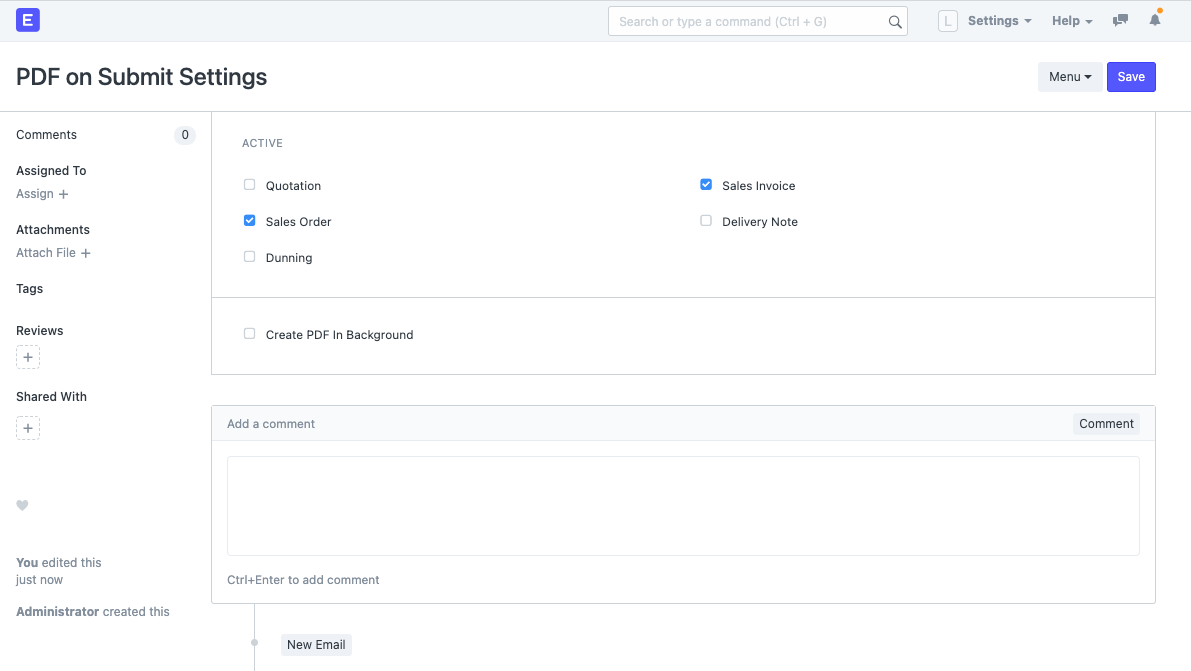 E
Search or type a command (Ctrl + G)
L
Settings
Help
PDF on Submit Settings
Menu
Save
Comments
0
Assigned To
Assign +
Attachments
Attach File +
Tags
Reviews
+
Shared With
+
You edited this
just now
Administrator created this
ACTIVE
Quotation
Sales Order
Dunning
Sales Invoice
Delivery Note
Create PDF In Background
Add a comment
Comment
Ctrl+Enter to add comment
New Email